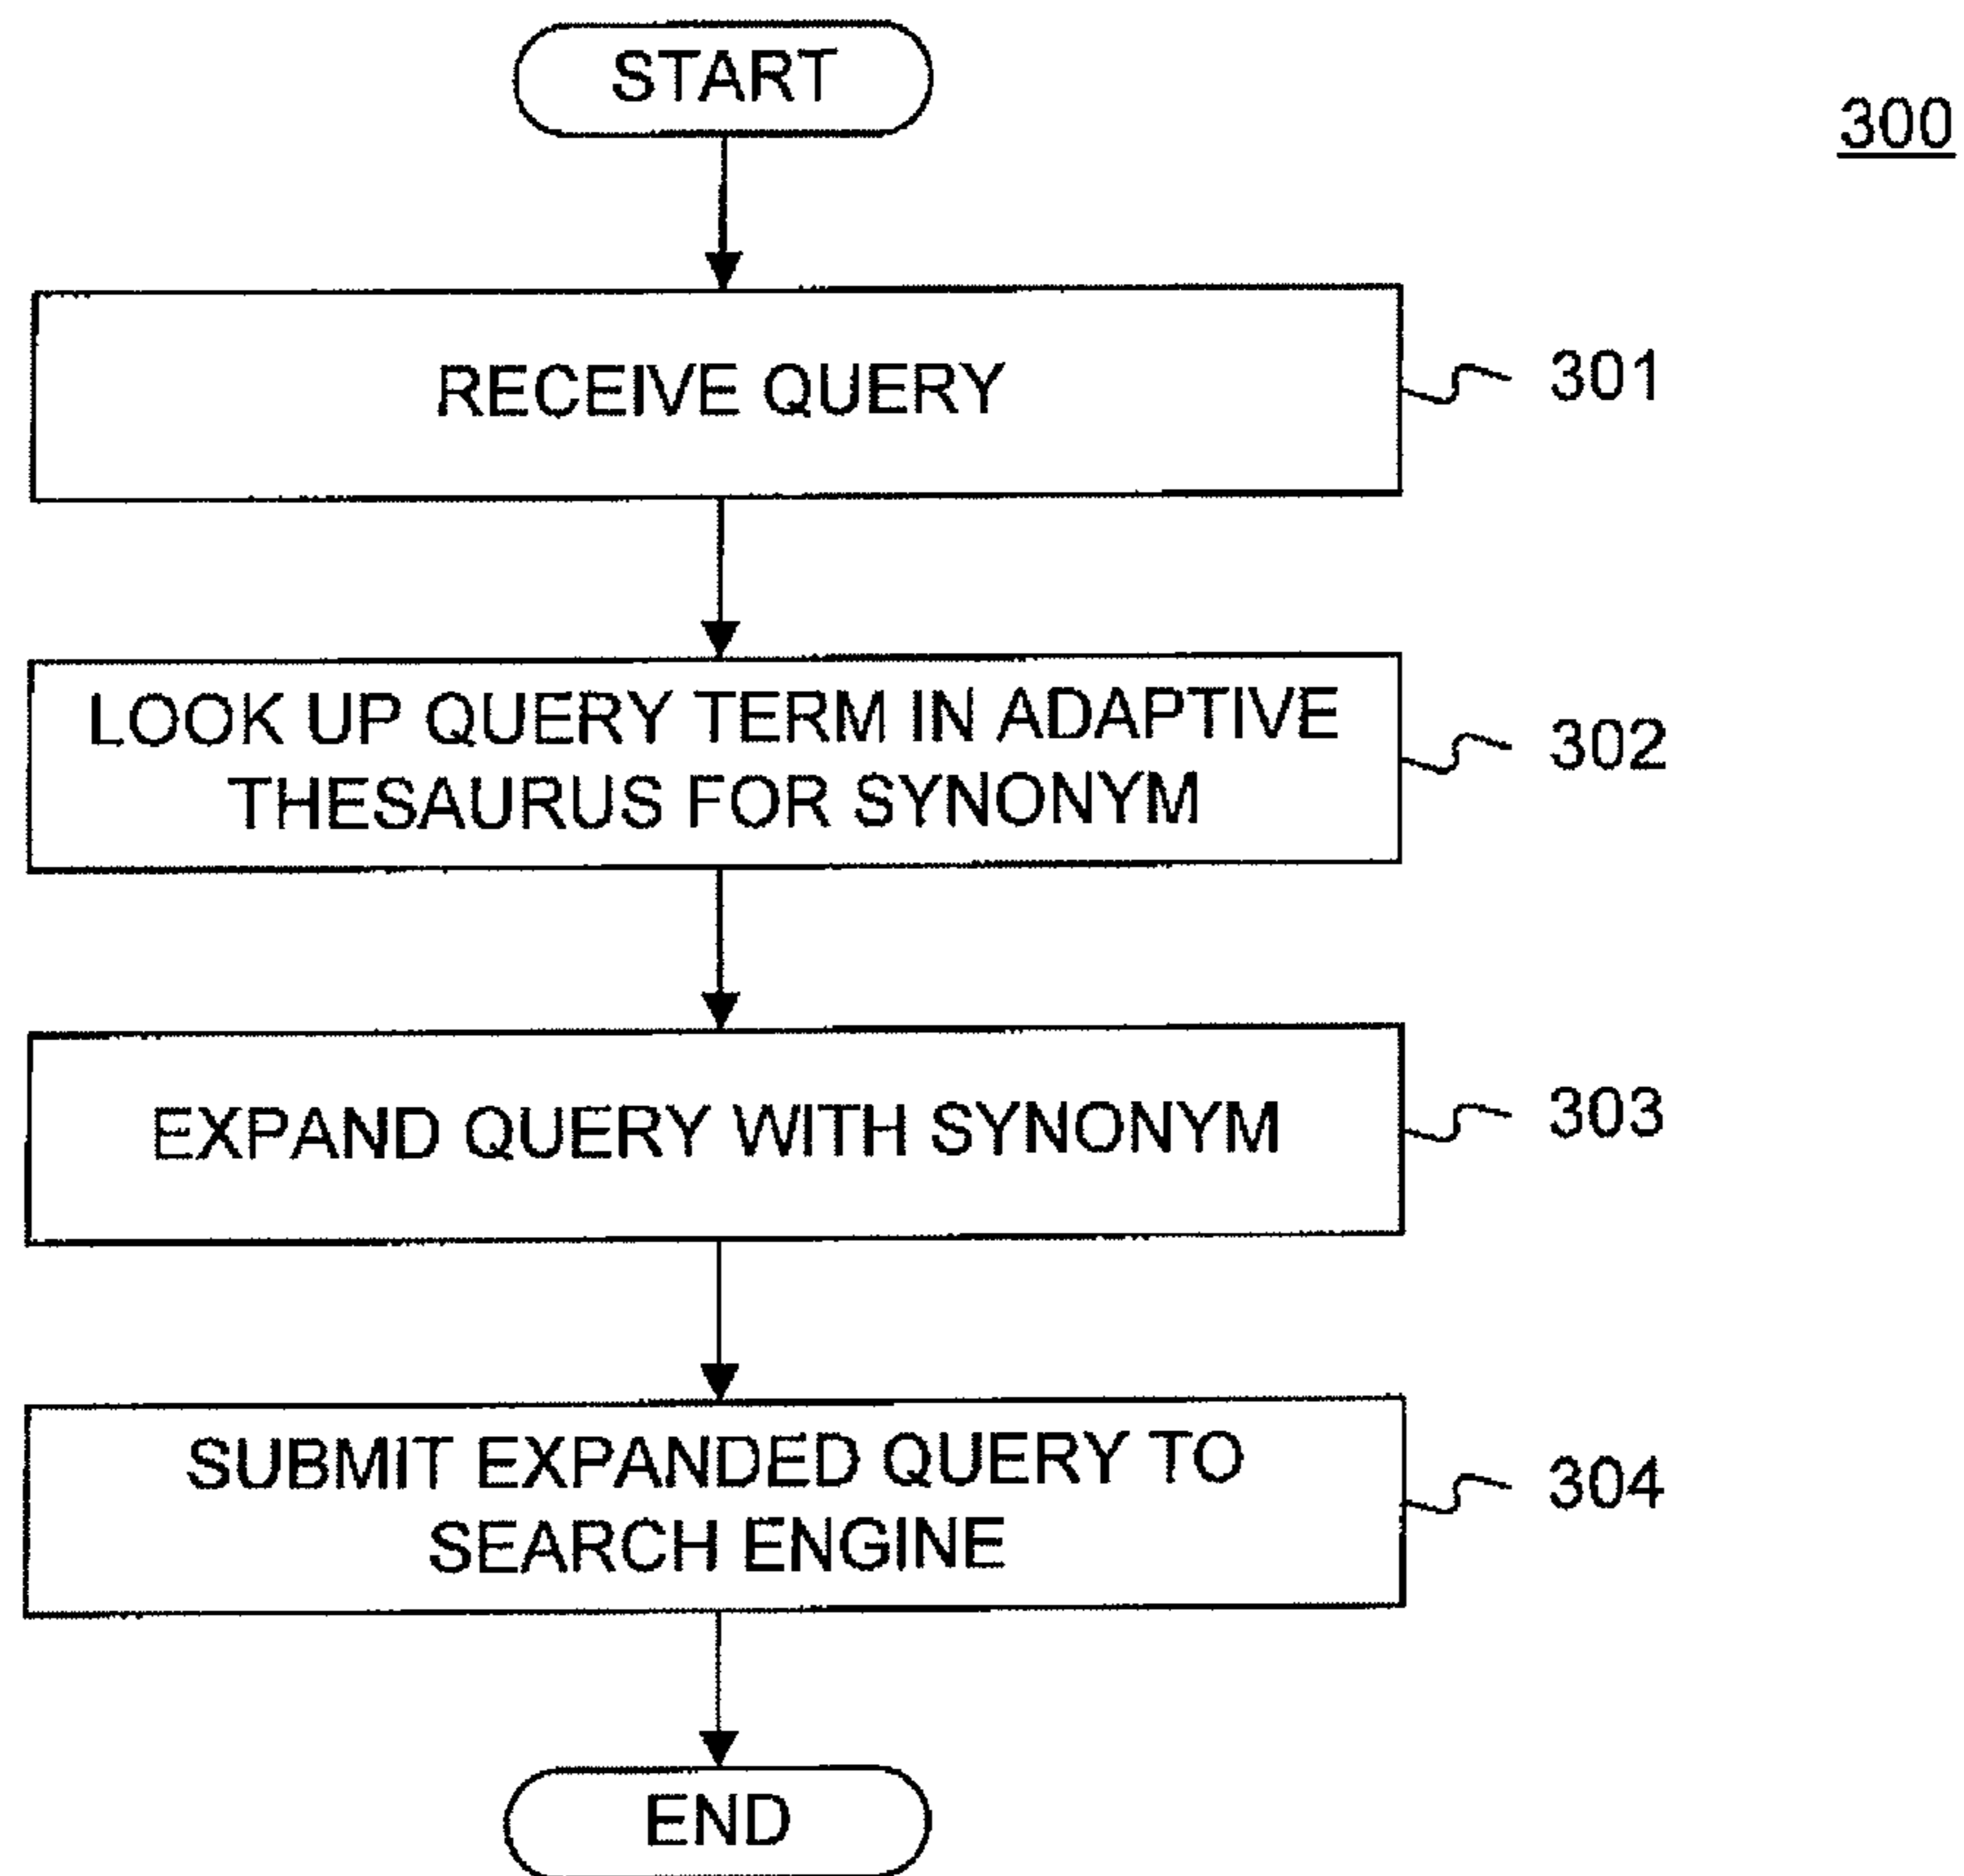 START
300
RECEIVE QUERY
301
LOOK UP QUERY TERM IN ADAPTIVE
THESAURUS FOR SYNONYM
302
EXPAND QUERY WITH SYNONYM
303
SUBMIT EXPANDED QUERY TO
SEARCH ENGINE
304
END